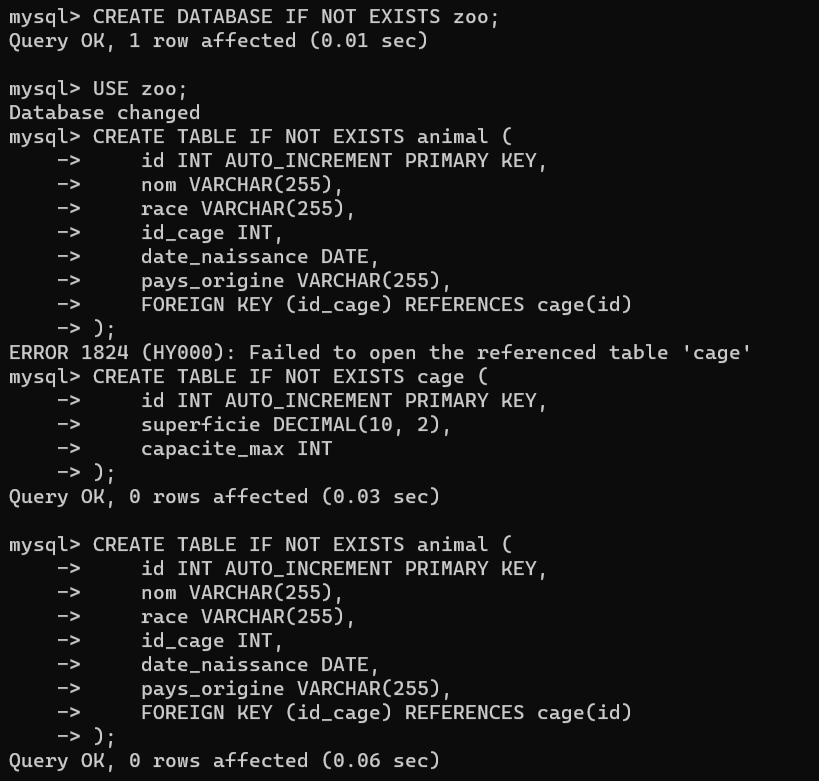 mysql> CREATE DATABASE IF NOT EXISTS zoo;
Query OK, 1 row affected (0.01 sec)

mysql> USE zoo;
Database changed
mysql> CREATE TABLE IF NOT EXISTS animal (
    ->     id INT AUTO_INCREMENT PRIMARY KEY,
    ->     nom VARCHAR(255),
    ->     race VARCHAR(255),
    ->     id_cage INT,
    ->     date_naissance DATE,
    ->     pays_origine VARCHAR(255),
    ->     FOREIGN KEY (id_cage) REFERENCES cage(id)
    -> );
ERROR 1824 (HY000): Failed to open the referenced table 'cage'
mysql> CREATE TABLE IF NOT EXISTS cage (
    ->     id INT AUTO_INCREMENT PRIMARY KEY,
    ->     superficie DECIMAL(10, 2),
    ->     capacite_max INT
    -> );
Query OK, 0 rows affected (0.03 sec)

mysql> CREATE TABLE IF NOT EXISTS animal (
    ->     id INT AUTO_INCREMENT PRIMARY KEY,
    ->     nom VARCHAR(255),
    ->     race VARCHAR(255),
    ->     id_cage INT,
    ->     date_naissance DATE,
    ->     pays_origine VARCHAR(255),
    ->     FOREIGN KEY (id_cage) REFERENCES cage(id)
    -> );
Query OK, 0 rows affected (0.06 sec)